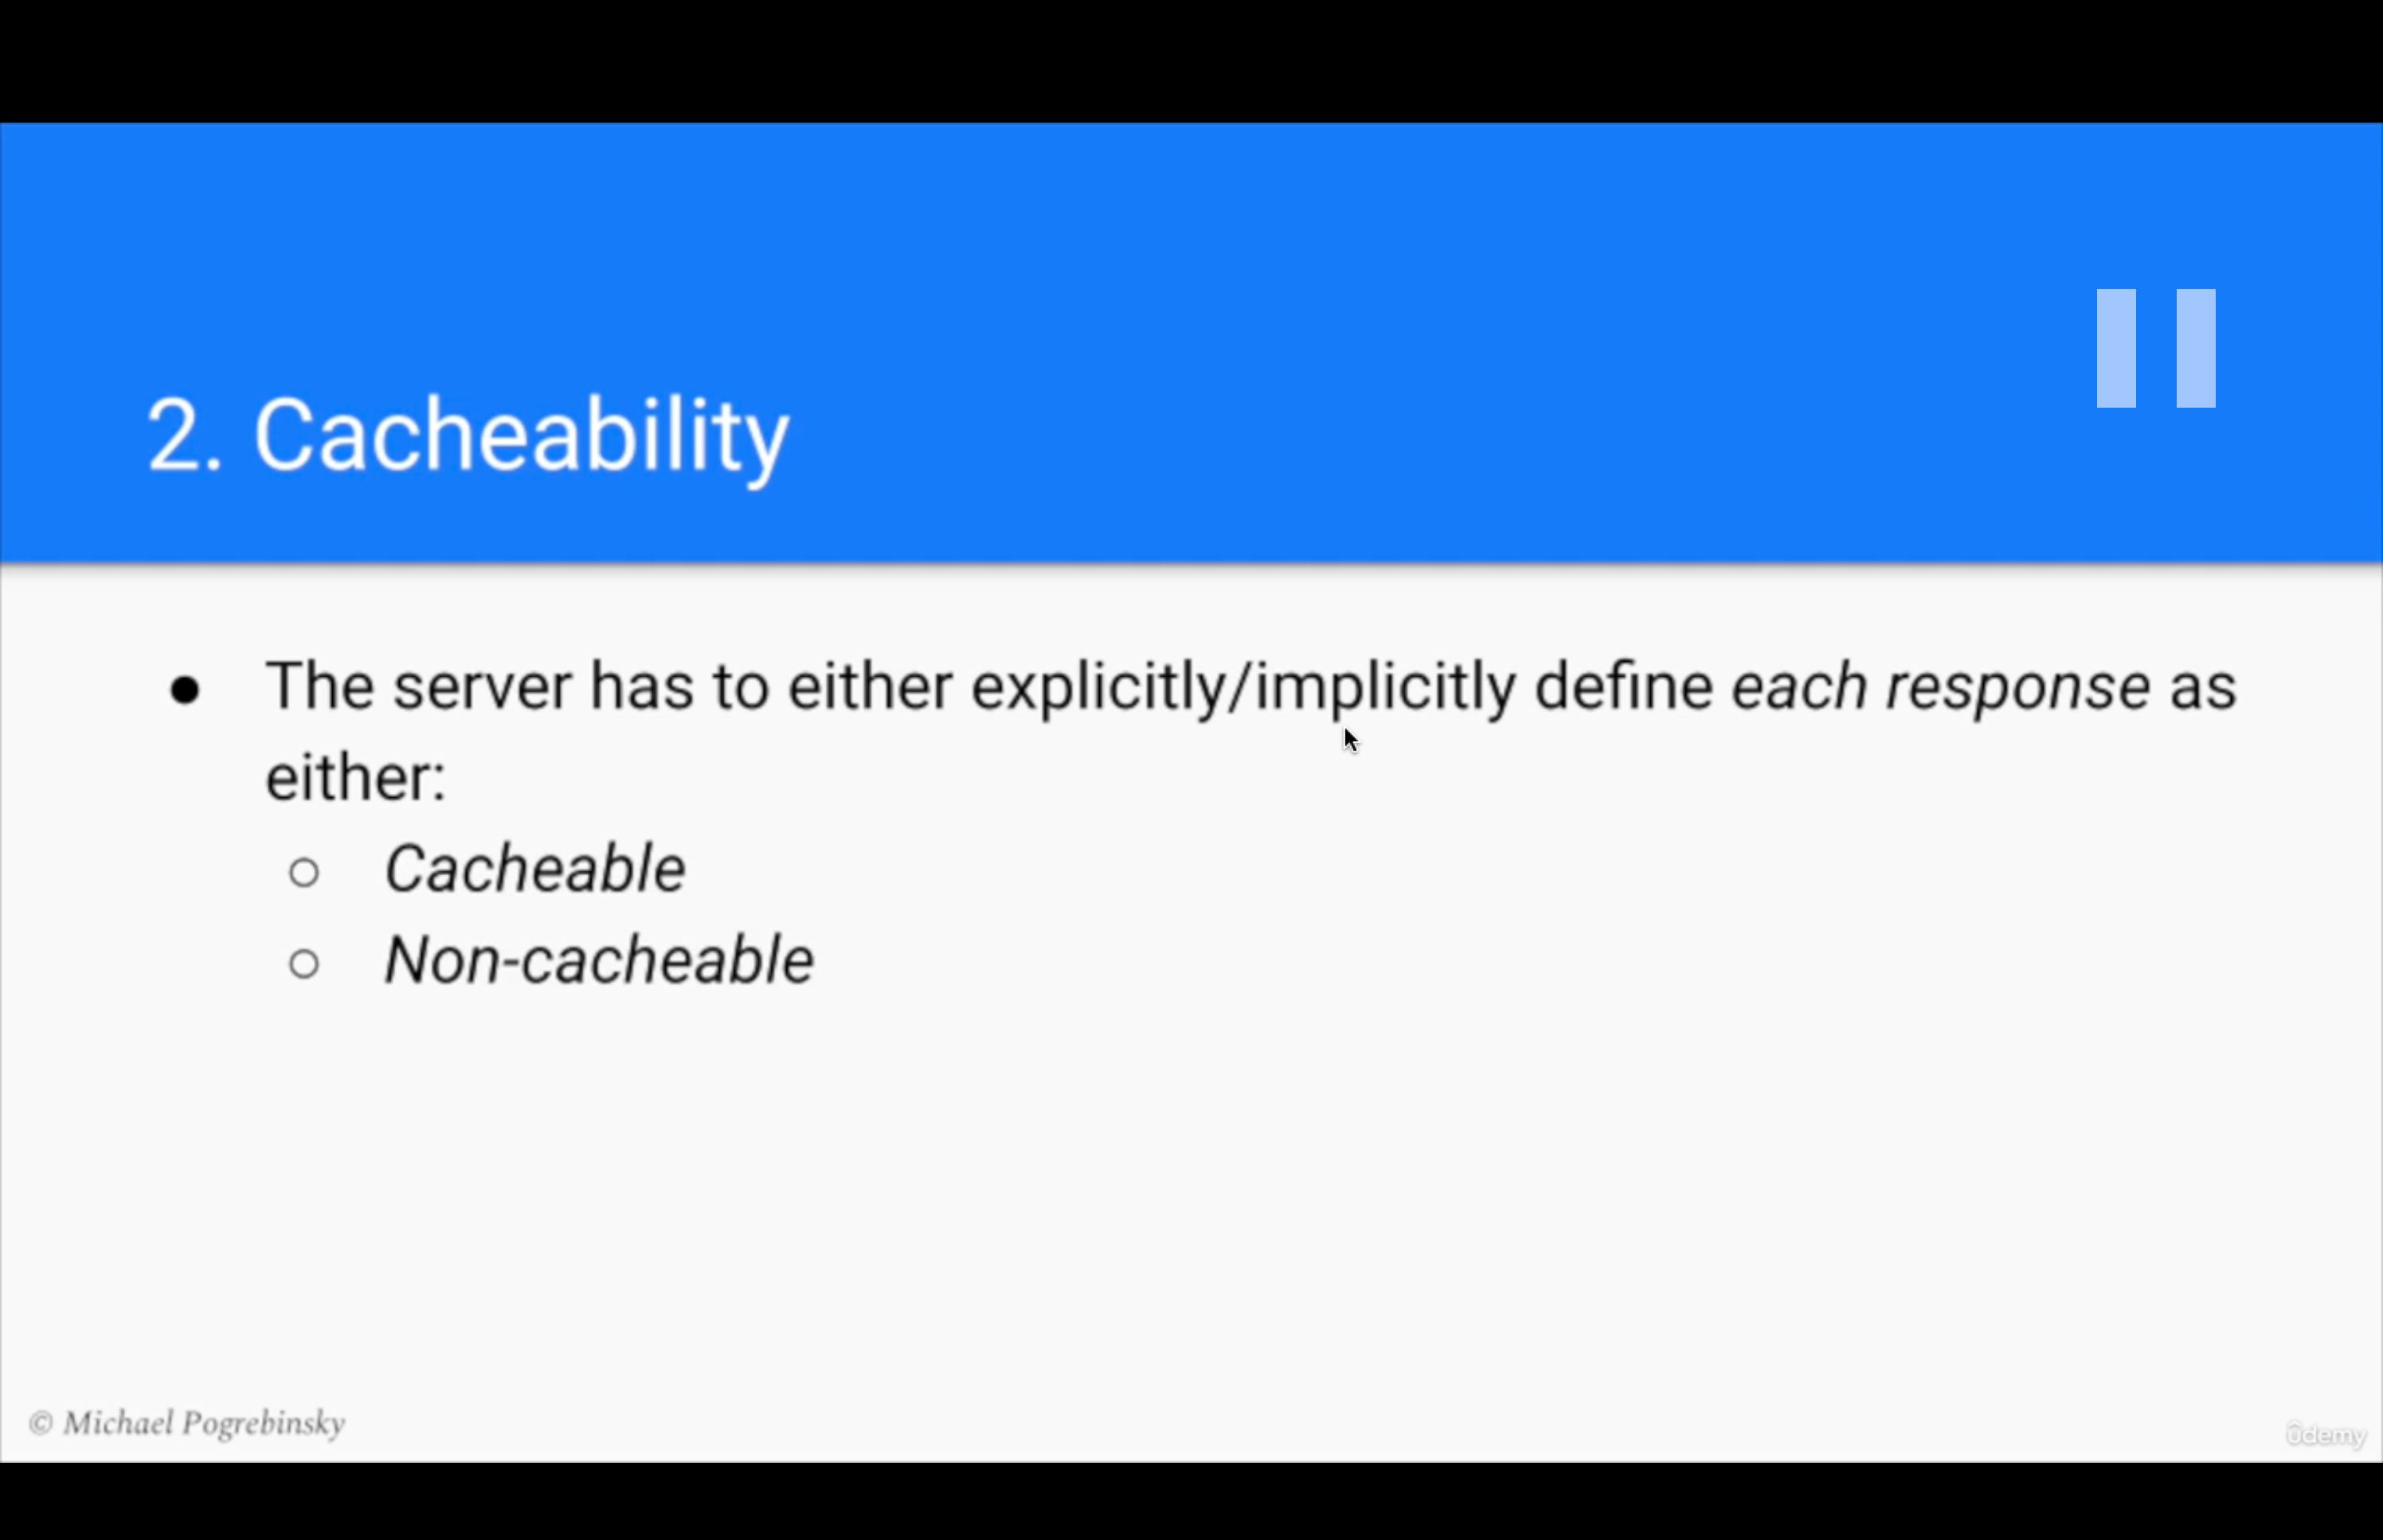 2. Cacheability
● The server has to either explicitly/implicitly define each response as
either:
○ Cacheable
○ Non-cacheable
© Michael Pogrebinsky
ûdemy